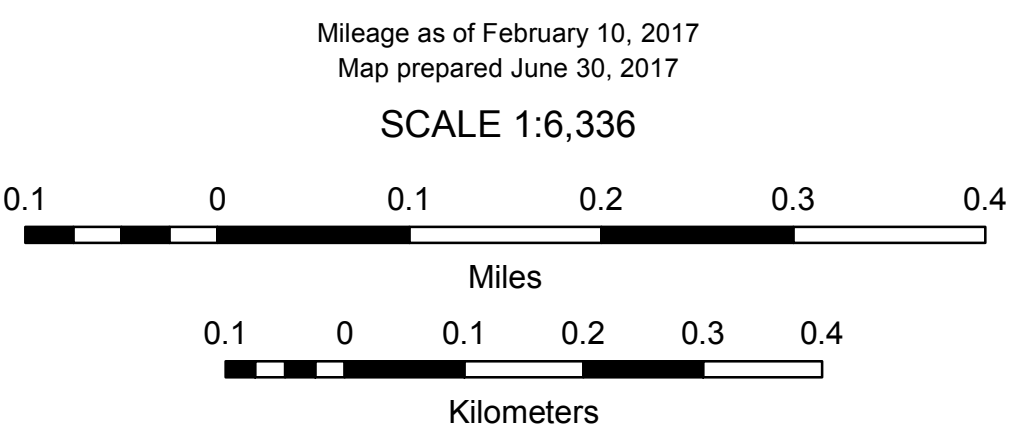 Mileage as of February 10, 2017
Map prepared June 30, 2017
SCALE 1:6,336
0.1 0 0.1 0.2 0.3 0.4
Miles
0.1 0 0.1 0.2 0.3 0.4
Kilometers